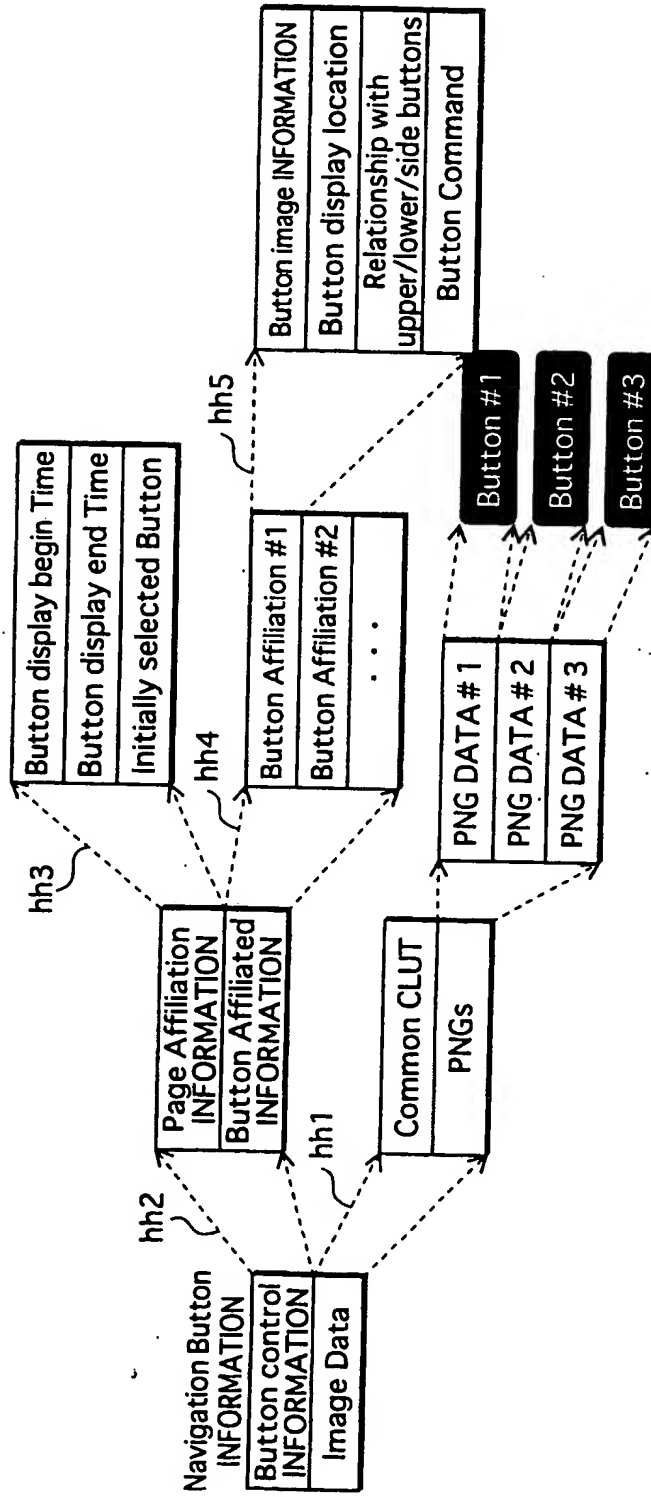 Navigation Button
INFORMATION
Button control
INFORMATION
Image Data
hh2
hh1
Page Affiliation
INFORMATION
Button Affiliated
INFORMATION
Common CLUT
PNGs
hh3
hh4
Button display begin Time
Button display end Time
Initially selected Button
Button Affiliation #1
Button Affiliation #2
. . . .
PNG DATA#1
PNG DATA#2
PNG DATA#3
hh5
Button image INFORMATION
Button display location
Relationship with
upper/lower/side buttons
Button Command
Button #1
Button #2
Button #3